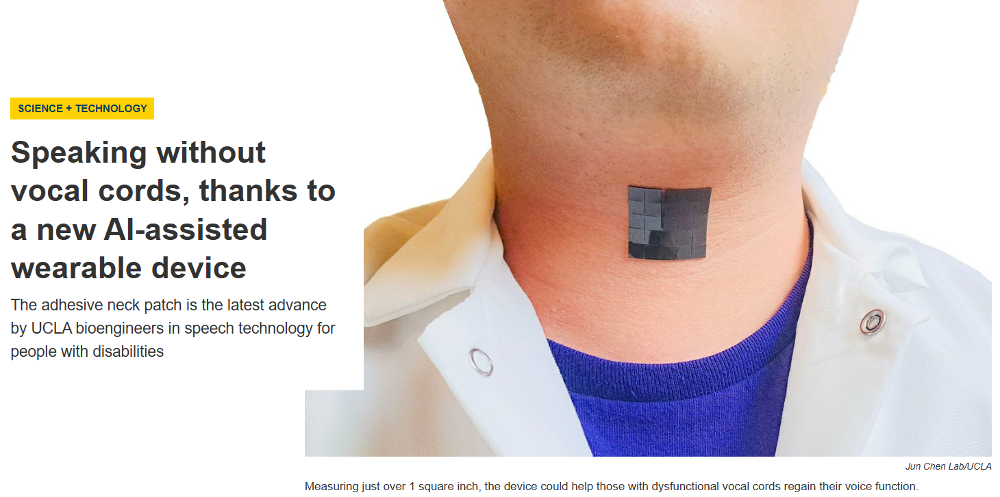 SCIENCE + TECHNOLOGY
Speaking without
vocal cords, thanks to
a new AI-assisted
wearable device
The adhesive neck patch is the latest advance
by UCLA bioengineers in speech technology for
people with disabilities
Jun Chen Lab/UCLA
Measuring just over 1 square inch, the device could help those with dysfunctional vocal cords regain their voice function.